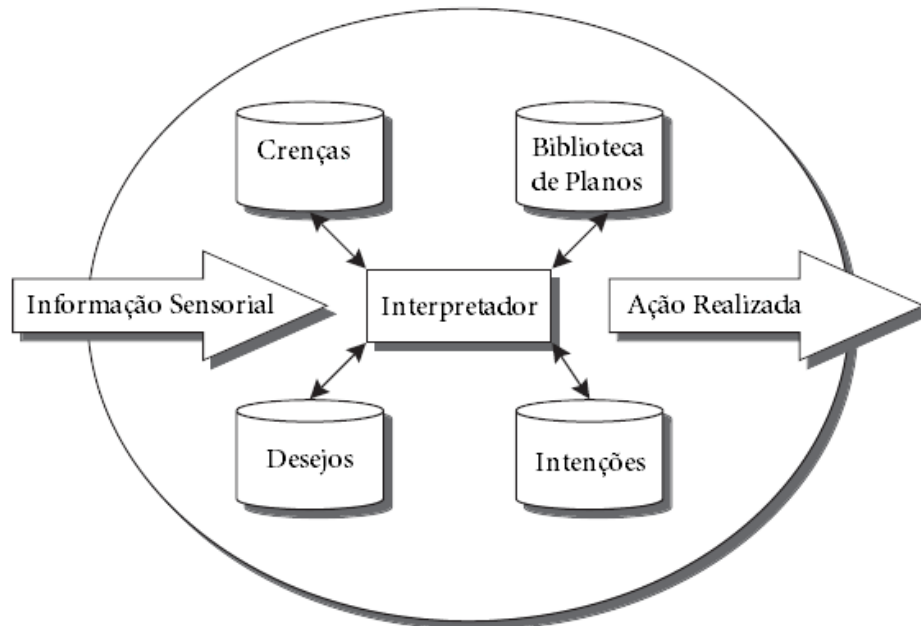 Crenças
Biblioteca
de Planos
Informação Sensorial
Interpretador
Ação Realizada
Desejos
Intenções